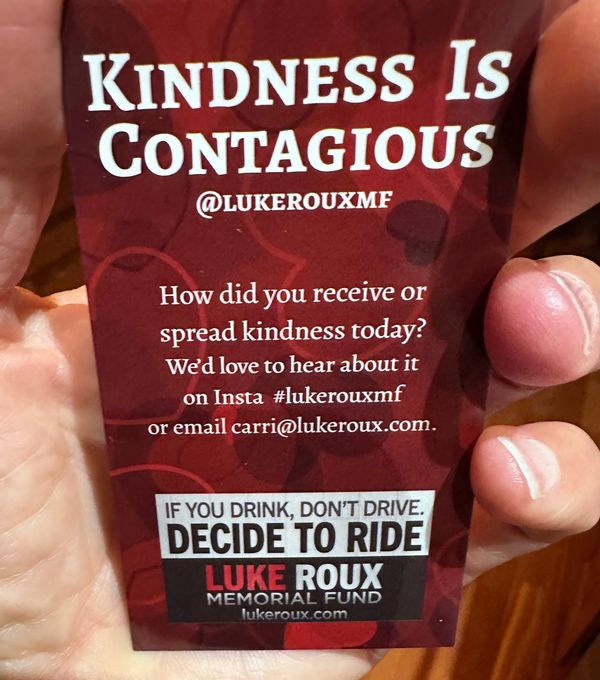 KINDNESS IS
CONTAGIOUS
@LUKEROUXMF
How did you receive or
spread kindness today?
We'd love to hear about it
on Insta #lukerouxmf
or email carri@lukeroux.com.
IF YOU DRINK, DON'T DRIVE.
DECIDE TO RIDE
LUKE ROUX
MEMORIAL FUND
lukeroux.com